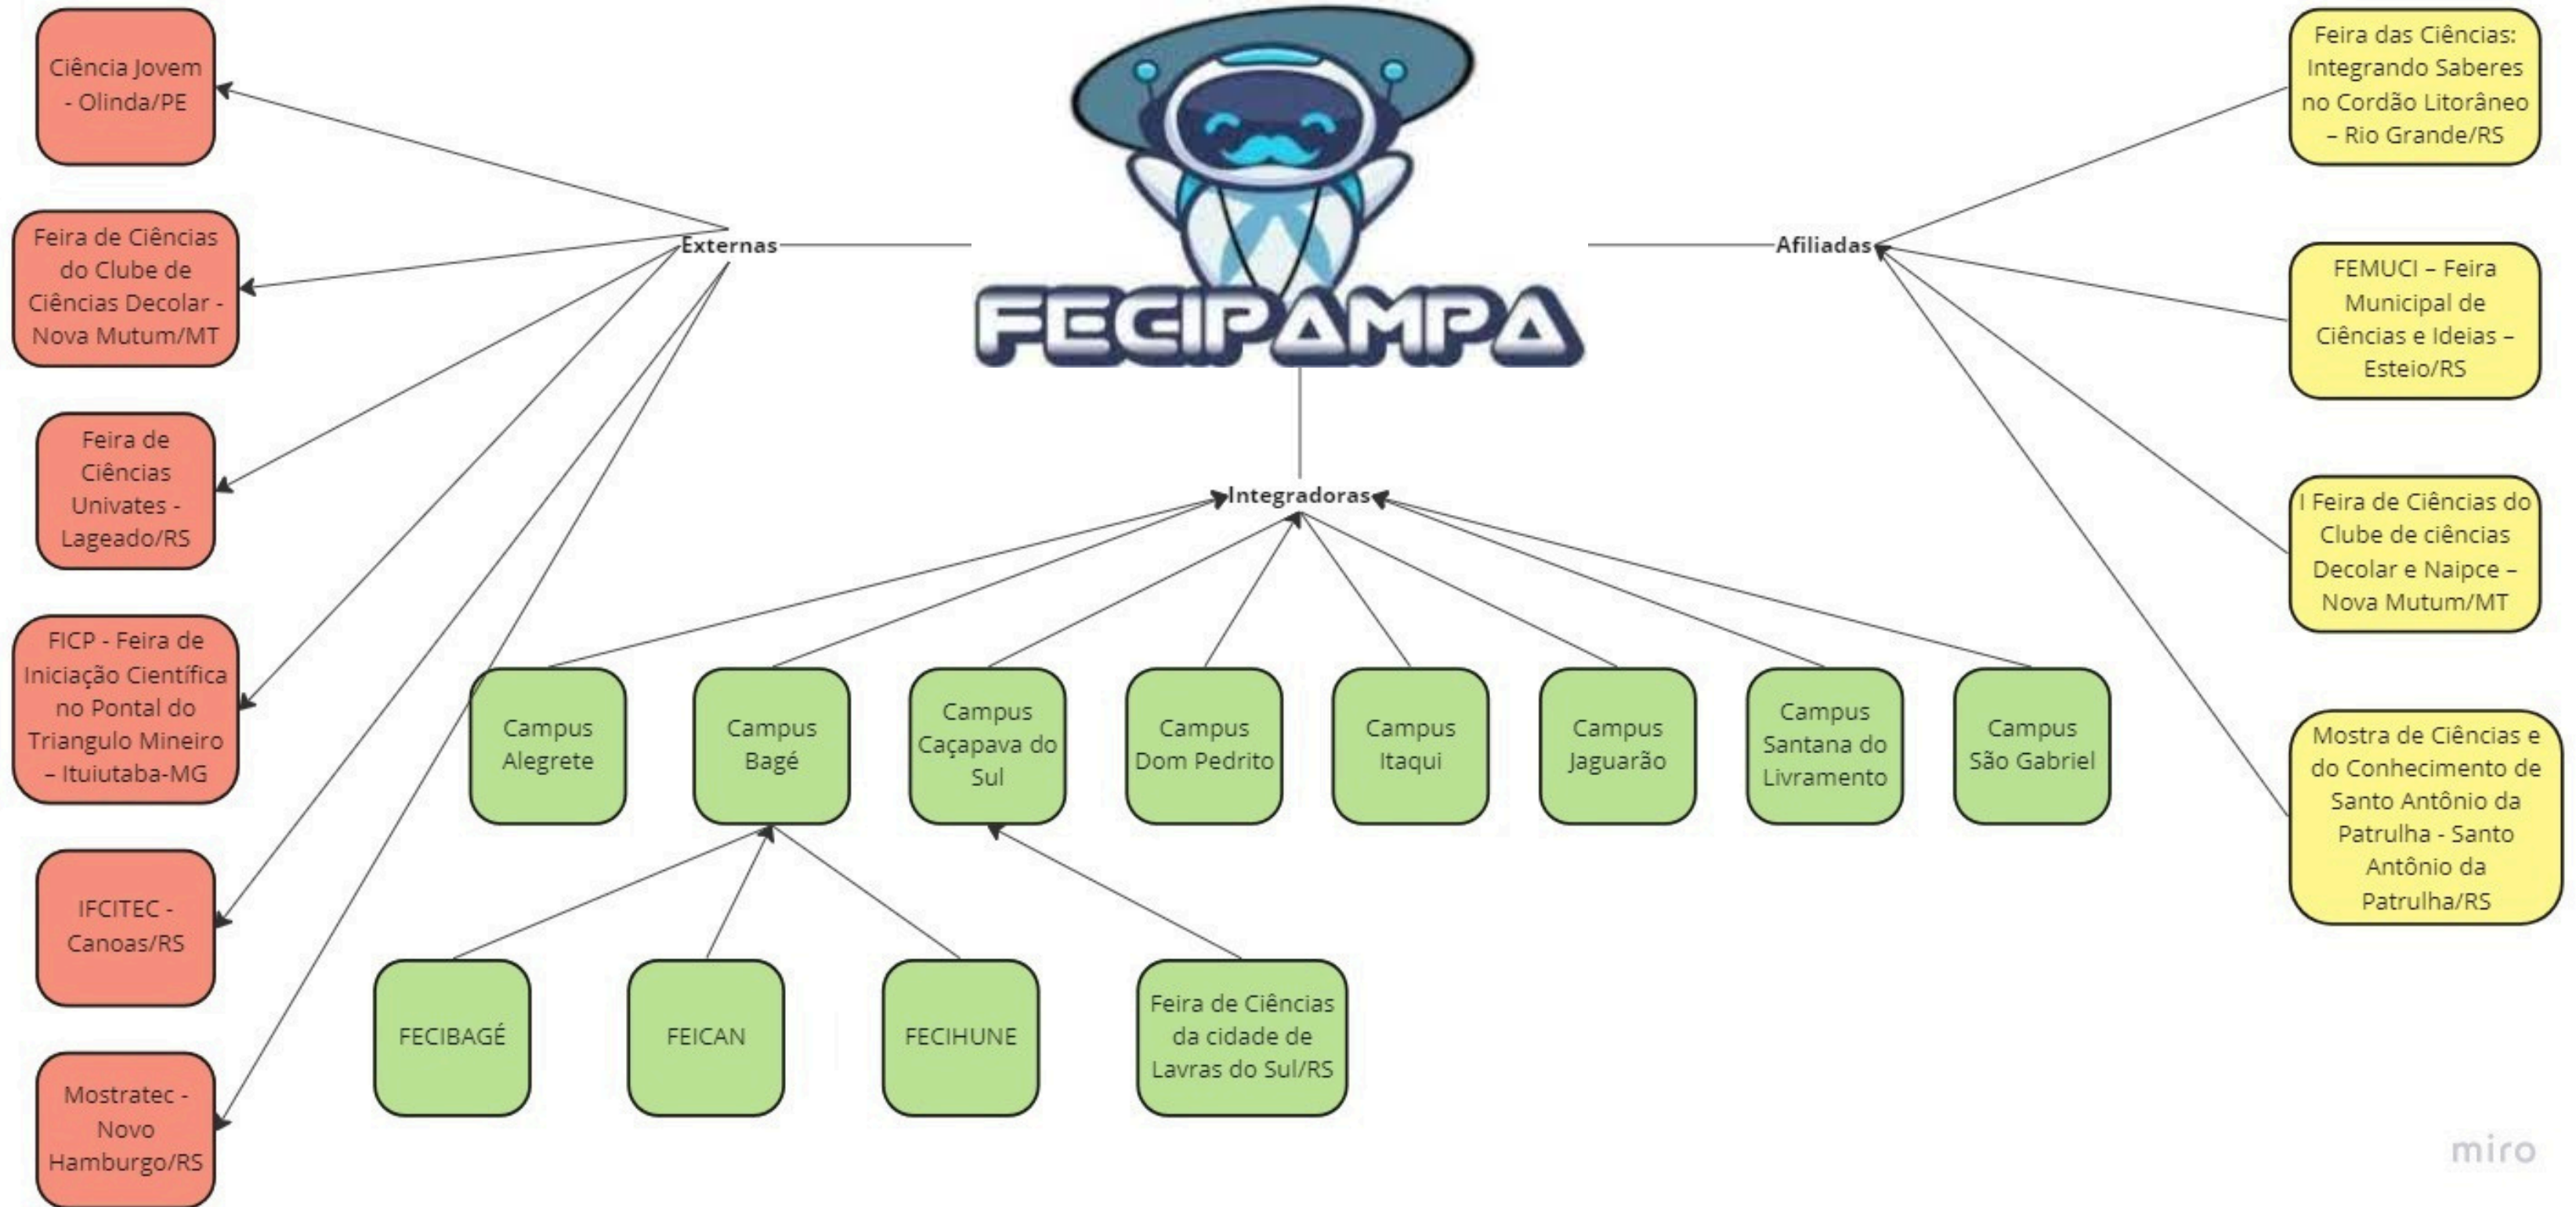 Ciência Jovem
- Olinda/PE
Feira de Ciências
do Clube de
Ciências Decolar -
Nova Mutum/MT
Feira de
Ciências
Univates -
Lageado/RS
FICP - Feira de
Iniciação Científica
no Pontal do
Triangulo Mineiro
– Ituiutaba-MG
IFCITEC -
Canoas/RS
Mostratec -
Novo
Hamburgo/RS
Externas
FECIPAMPA
Afiliadas
Integradoras
Campus
Alegrete
Campus
Bagé
Campus
Caçapava do
Sul
Campus
Dom Pedrito
Campus
Itaqui
Campus
Jaguarão
Campus
Santana do
Livramento
Campus
São Gabriel
FECIBAGÉ
FEICAN
FECIHUNE
Feira de Ciências
da cidade de
Lavras do Sul/RS
Feira das Ciências:
Integrando Saberes
no Cordão Litorâneo
– Rio Grande/RS
FEMUCI – Feira
Municipal de
Ciências e Ideias –
Esteio/RS
I Feira de Ciências do
Clube de ciências
Decolar e Naipce –
Nova Mutum/MT
Mostra de Ciências e
do Conhecimento de
Santo Antônio da
Patrulha - Santo
Antônio da
Patrulha/RS
miro